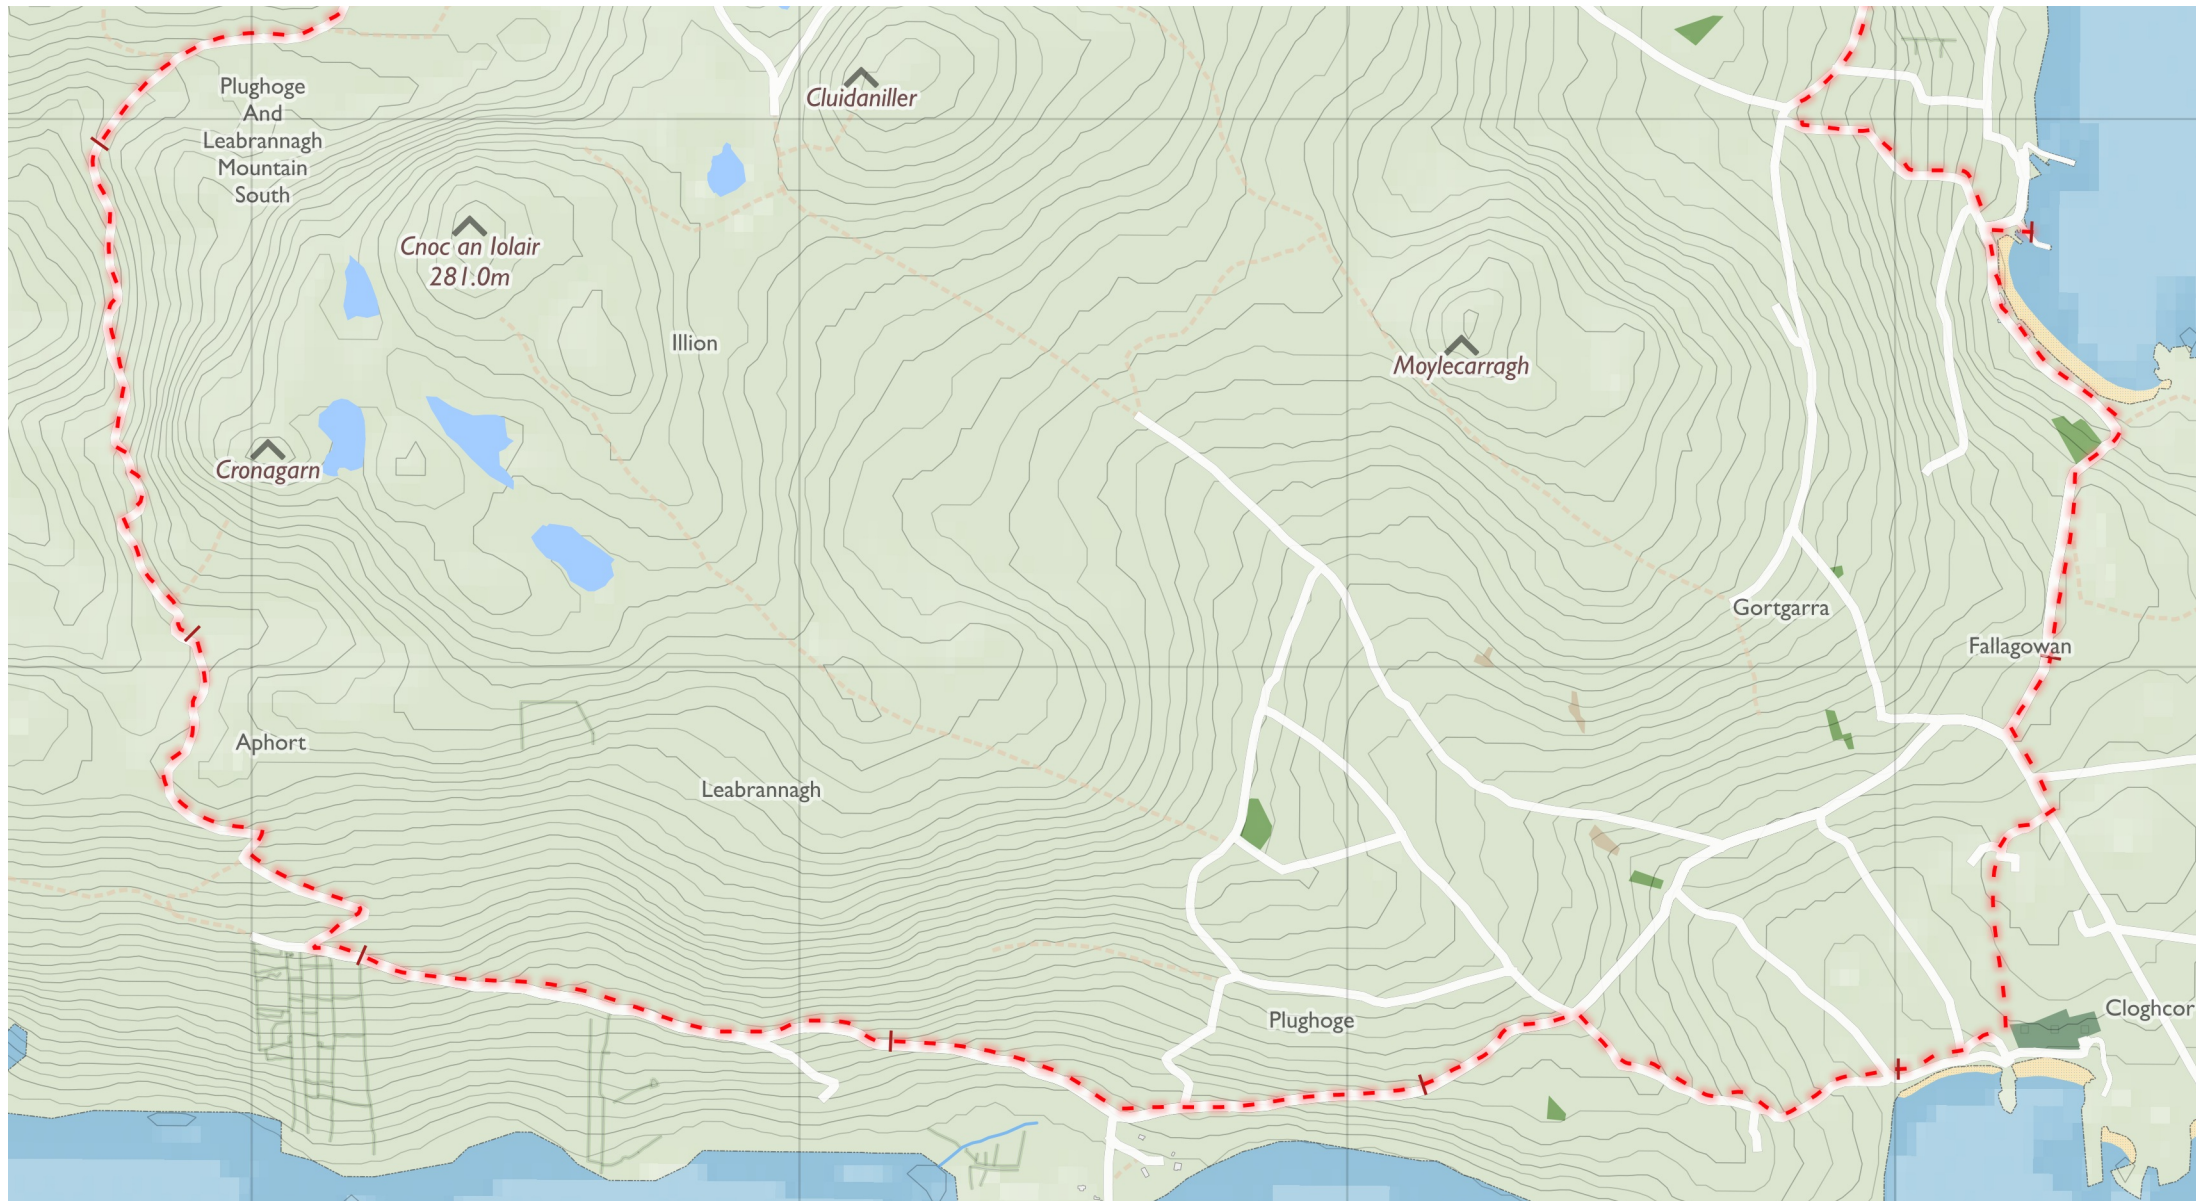 Plughoge
And
Leabrannagh
Mountain
South
Cluidaniller
Cnoc an Iolair
281.0m
Illion
Moylecarragh
Cronagarn
Gortgarra
Fallagowan
Aphort
Leabrannagh
Plughoge
Cloghcor